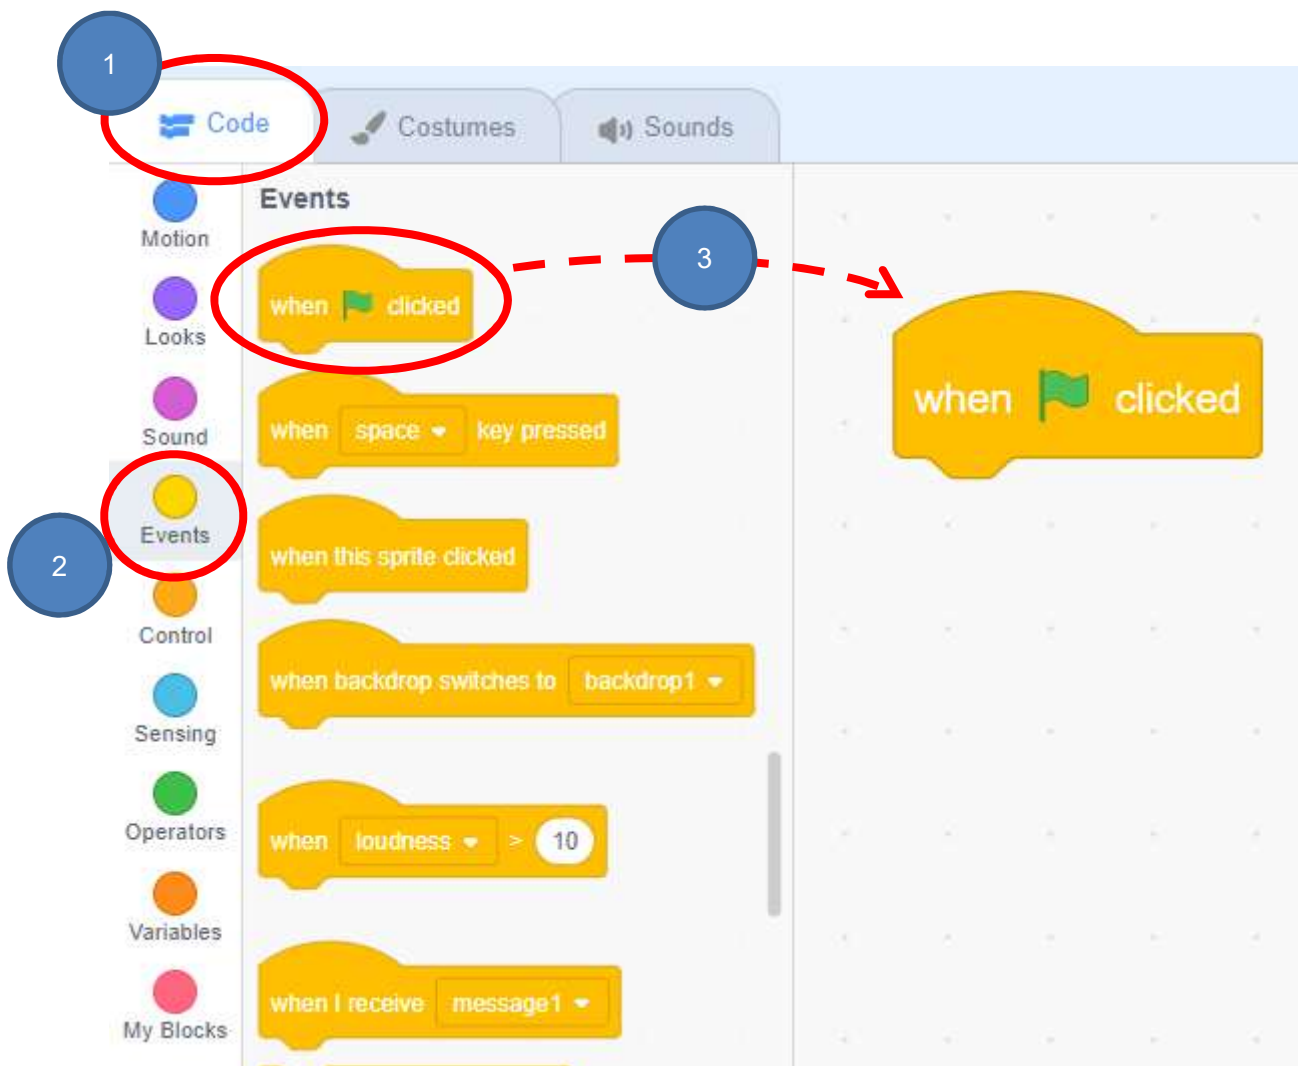 1
Code
Costumes
Sounds
Motion
Looks
Sound
Events
Control
Sensing
Operators
Variables
My Blocks
2
Events
when clicked
when space key pressed
when this sprite clicked
when backdrop switches to backdrop1
when loudness > 10
when I receive message1
3
when clicked